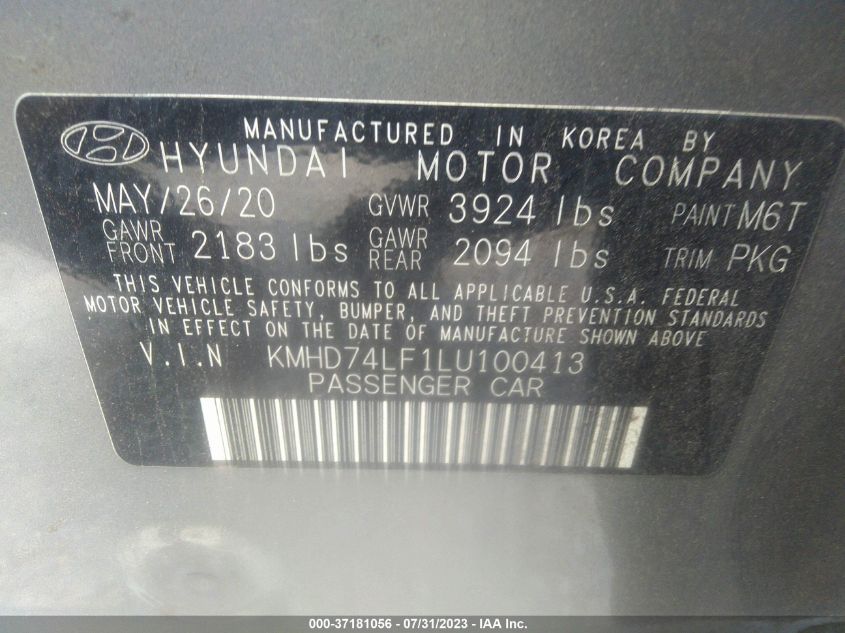 MANUFACTURED IN KOREA BY
HYUNDAI MOTOR COMPANY
MAY/26/20 GVWR 3924 lbs PAINT M6T
GAWR FRONT 2183 lbs GAWR REAR 2094 lbs TRIM PKG
THIS VEHICLE CONFORMS TO ALL APPLICABLE U.S.A. FEDERAL
MOTOR VEHICLE SAFETY, BUMPER, AND THEFT PREVENTION STANDARDS
IN EFFECT ON THE DATE OF MANUFACTURE SHOWN ABOVE
V.I.N KMHD74LF1LU100413
PASSENGER CAR
000-37181056 - 07/31/2023 - IAA Inc.